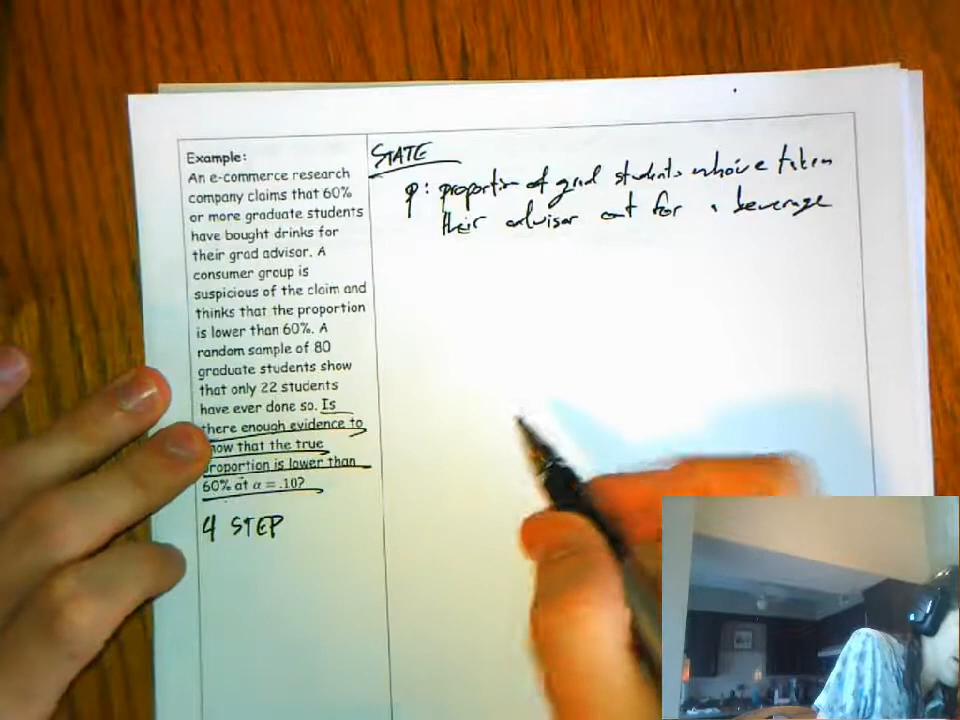 Example:
An e-commerce research
company claims that 60%
or more graduate students
have bought drinks for
their grad advisor. A
consumer group is
suspicious of the claim and
thinks that the proportion
is lower than 60%. A
random sample of 80
graduate students show
that only 22 students
have ever done so. Is
there enough evidence to
show that the true
proportion is lower than
60% at α = .10?
4 STEP
STATE
p: proportion of grad students who've taken
their advisor out for a beverage